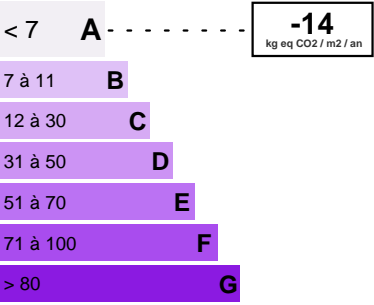 < 7 A -14
kg eq CO2 / m2 / an
7 à 11 B
12 à 30 C
31 à 50 D
51 à 70 E
71 à 100 F
> 80 G